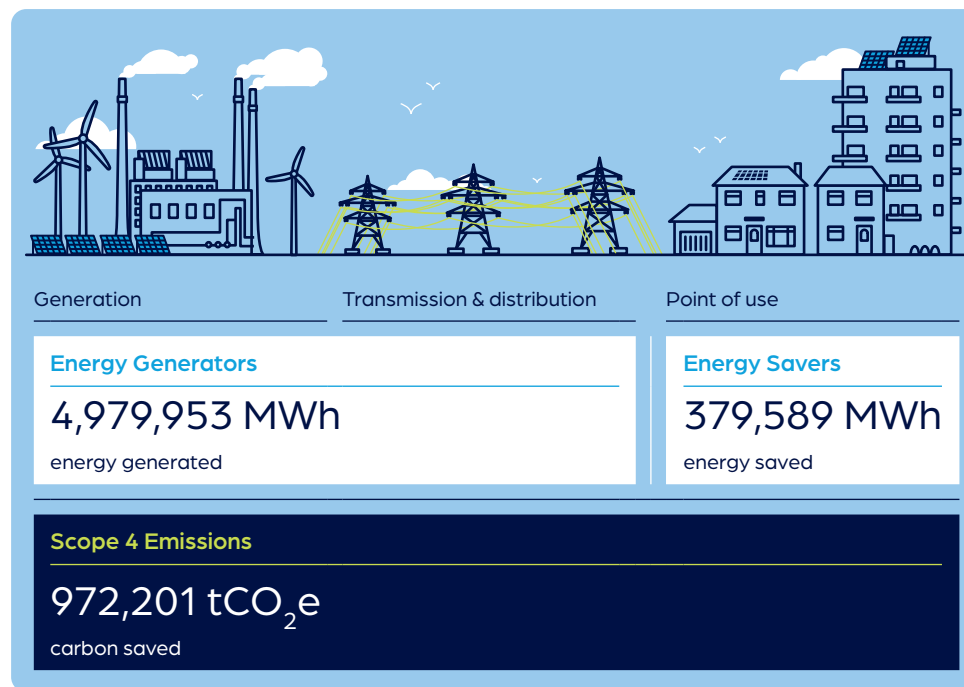 Generation
Transmission & distribution
Point of use
Energy Generators
4,979,953 MWh
energy generated
Energy Savers
379,589 MWh
energy saved
Scope 4 Emissions
972,201 tCO₂e
carbon saved